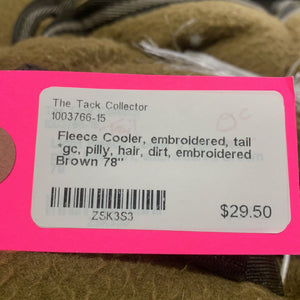 The Tack Collector
1003766-15
gc
Fleece Cooler, embroidered, tail
*gc, pilly, hair, dirt, embroidered
Brown 78"
ZSK3S3
$29.50